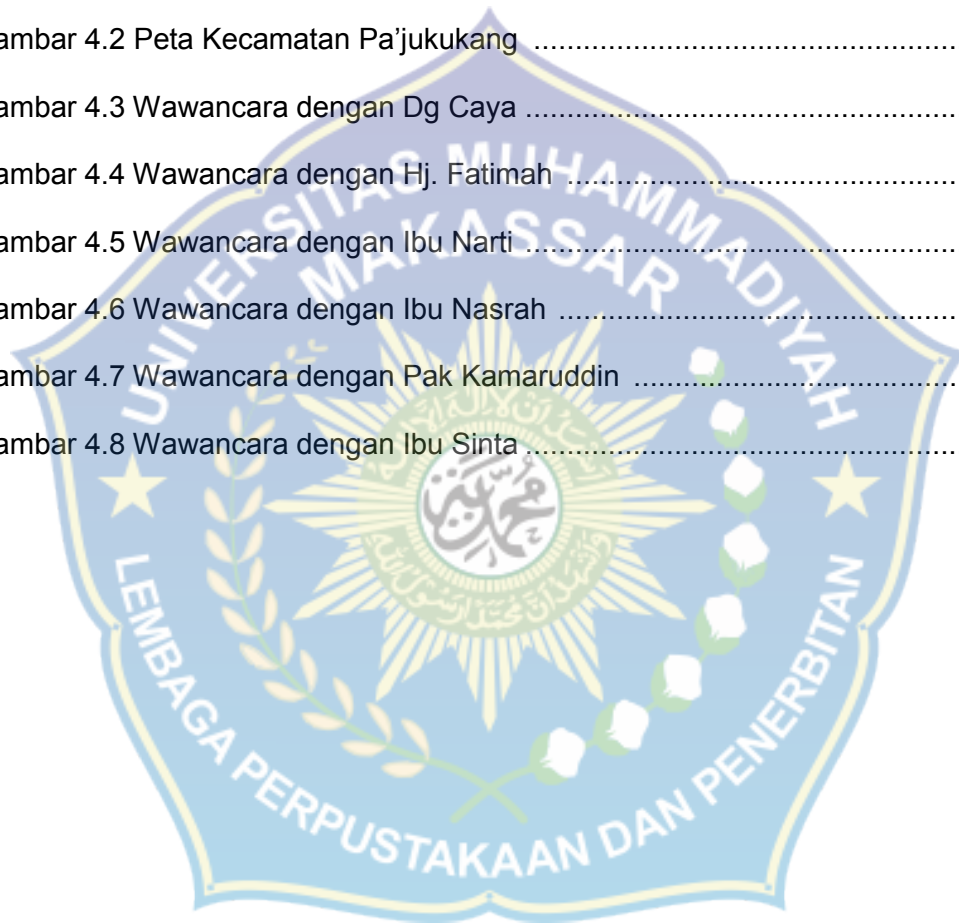 ambar 4.2 Peta Kecamatan Pa’jukukang ....................................................
ambar 4.3 Wawancara dengan Dg Caya ....................................................
ambar 4.4 Wawancara dengan Hj. Fatimah ...............................................
ambar 4.5 Wawancara dengan Ibu Narti ....................................................
ambar 4.6 Wawancara dengan Ibu Nasrah ................................................
ambar 4.7 Wawancara dengan Pak Kamaruddin .......................................
ambar 4.8 Wawancara dengan Ibu Sinta ....................................................
UNIVERSITAS MUHAMMADIYAH
MAKASSAR
محمد
LEMBAGA PERPUSTAKAAN DAN PENERBITAN